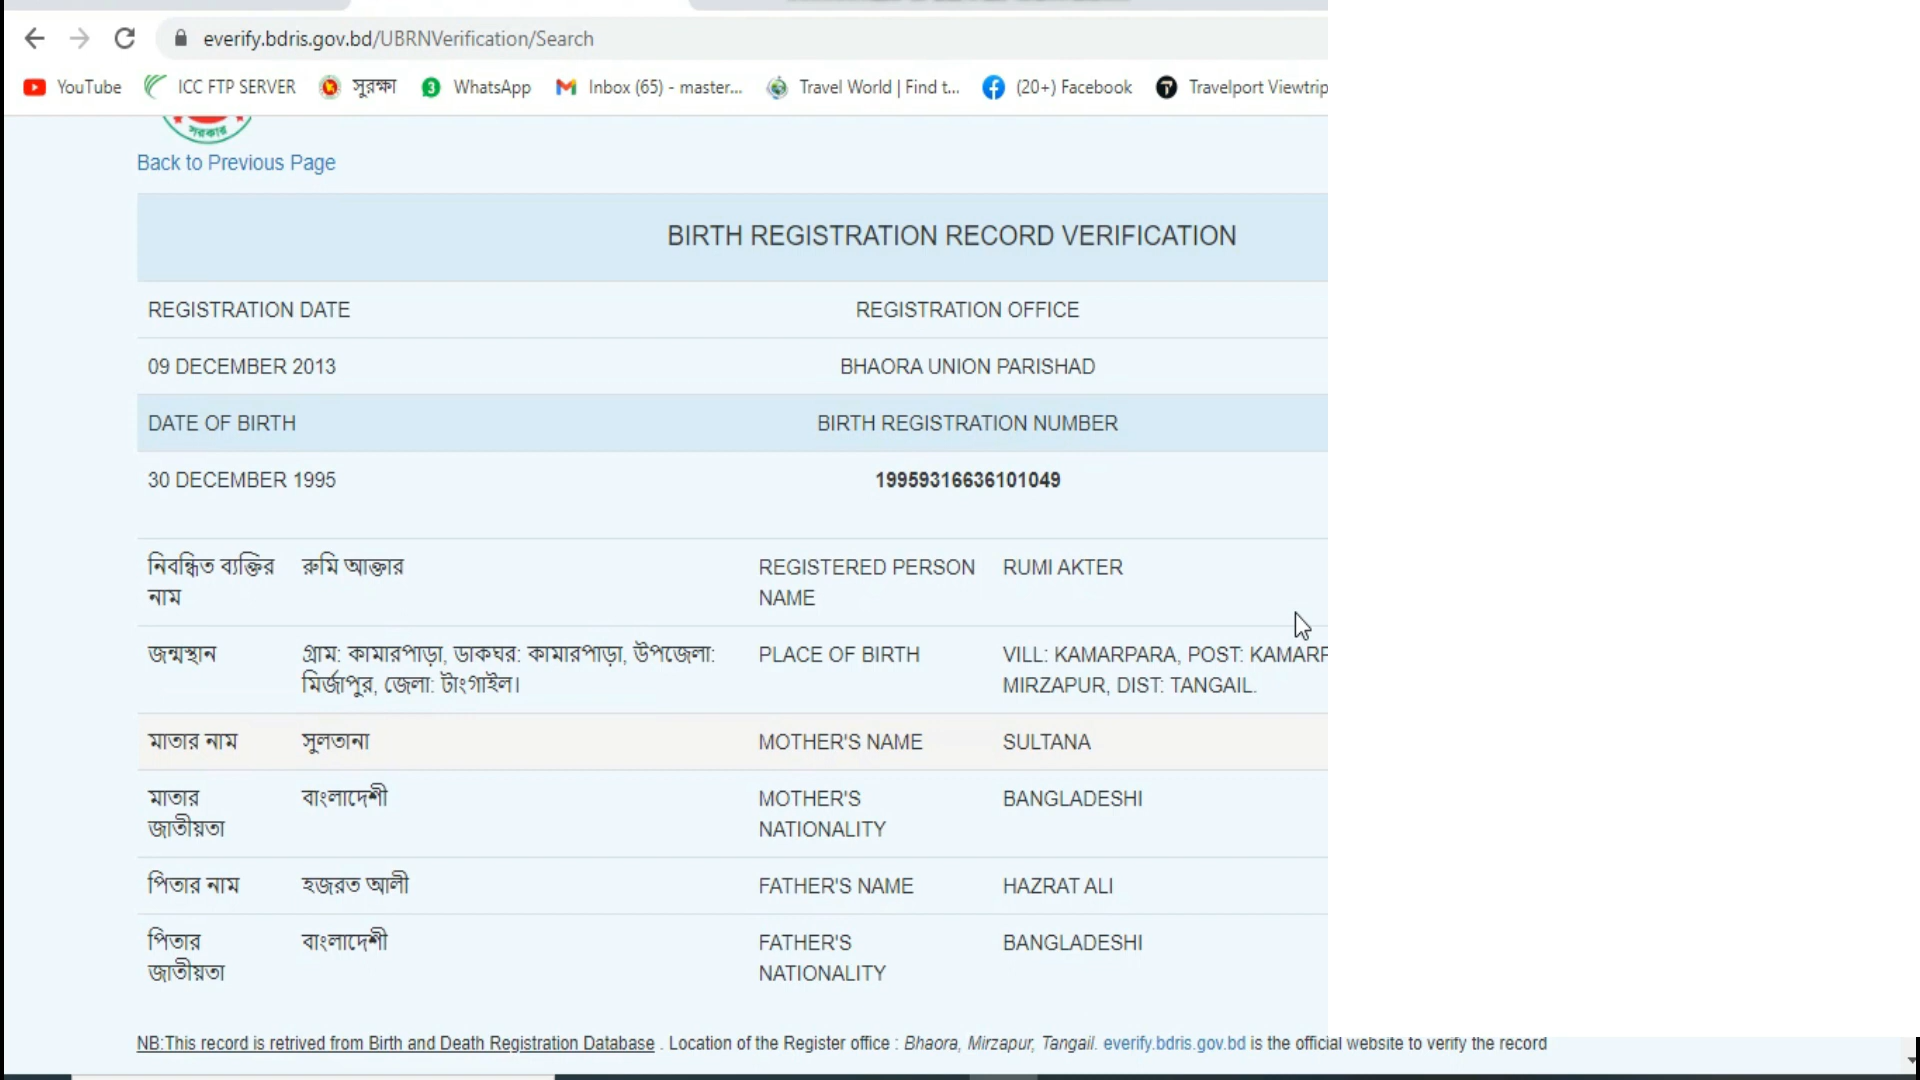 everify.bdris.gov.bd/UBRNVerification/Search
YouTube ICC FTP SERVER সুরক্ষা 3 WhatsApp Inbox (65) - master... Travel World | Find t... (20+) Facebook Travelport Viewtrip
সরকার
Back to Previous Page
BIRTH REGISTRATION RECORD VERIFICATION
REGISTRATION DATE REGISTRATION OFFICE
09 DECEMBER 2013 BHAORA UNION PARISHAD
DATE OF BIRTH BIRTH REGISTRATION NUMBER
30 DECEMBER 1995 19959316636101049
নিবন্ধিত ব্যক্তির রুমি আক্তার REGISTERED PERSON RUMI AKTER
নাম NAME
জন্মস্থান গ্রাম: কামারপাড়া, ডাকঘর: কামারপাড়া, উপজেলা: PLACE OF BIRTH VILL: KAMARPARA, POST: KAMARP
মির্জাপুর, জেলা: টাংগাইল। MIRZAPUR, DIST: TANGAIL.
মাতার নাম সুলতানা MOTHER'S NAME SULTANA
মাতার বাংলাদেশী MOTHER'S BANGLADESHI
জাতীয়তা NATIONALITY
পিতার নাম হজরত আলী FATHER'S NAME HAZRAT ALI
পিতার বাংলাদেশী FATHER'S BANGLADESHI
জাতীয়তা NATIONALITY
NB:This record is retrived from Birth and Death Registration Database . Location of the Register office : Bhaora, Mirzapur, Tangail. everify.bdris.gov.bd is the official website to verify the record